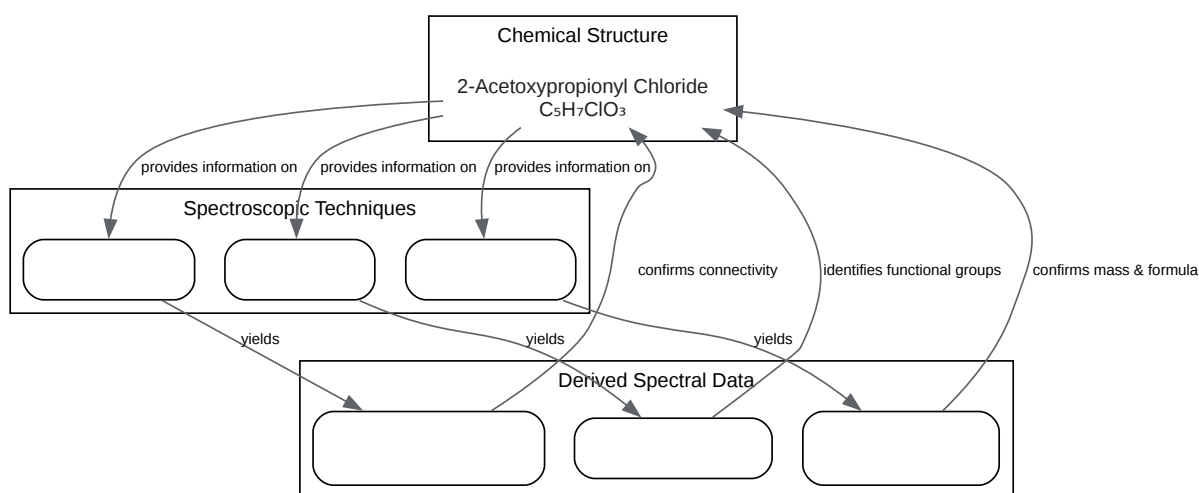 Chemical Structure
2-Acetoxypropionyl Chloride
C₅H₇ClO₃
provides information on
provides information on
provides information on
Spectroscopic Techniques
confirms connectivity
identifies functional groups
confirms mass & formula
yields
yields
yields
Derived Spectral Data